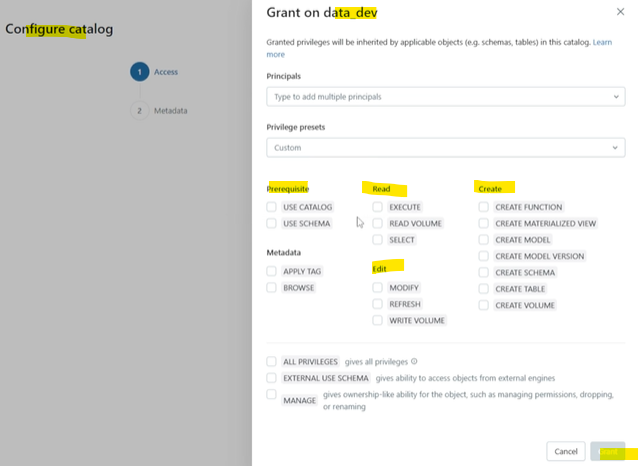 Configure catalog
1 Access
2 Metadata
Grant on data_dev
Granted privileges will be inherited by applicable objects (e.g. schemas, tables) in this catalog. Learn
more
Principals
Type to add multiple principals
Privilege presets
Custom
Prerequisite
USE CATALOG
USE SCHEMA
Metadata
APPLY TAG
BROWSE
Read
EXECUTE
READ VOLUME
SELECT
Edit
MODIFY
REFRESH
WRITE VOLUME
Create
CREATE FUNCTION
CREATE MATERIALIZED VIEW
CREATE MODEL
CREATE MODEL VERSION
CREATE SCHEMA
CREATE TABLE
CREATE VOLUME
ALL PRIVILEGES gives all privileges
EXTERNAL USE SCHEMA gives ability to access objects from external engines
MANAGE gives ownership-like ability for the object, such as managing permissions, dropping,
or renaming
Cancel